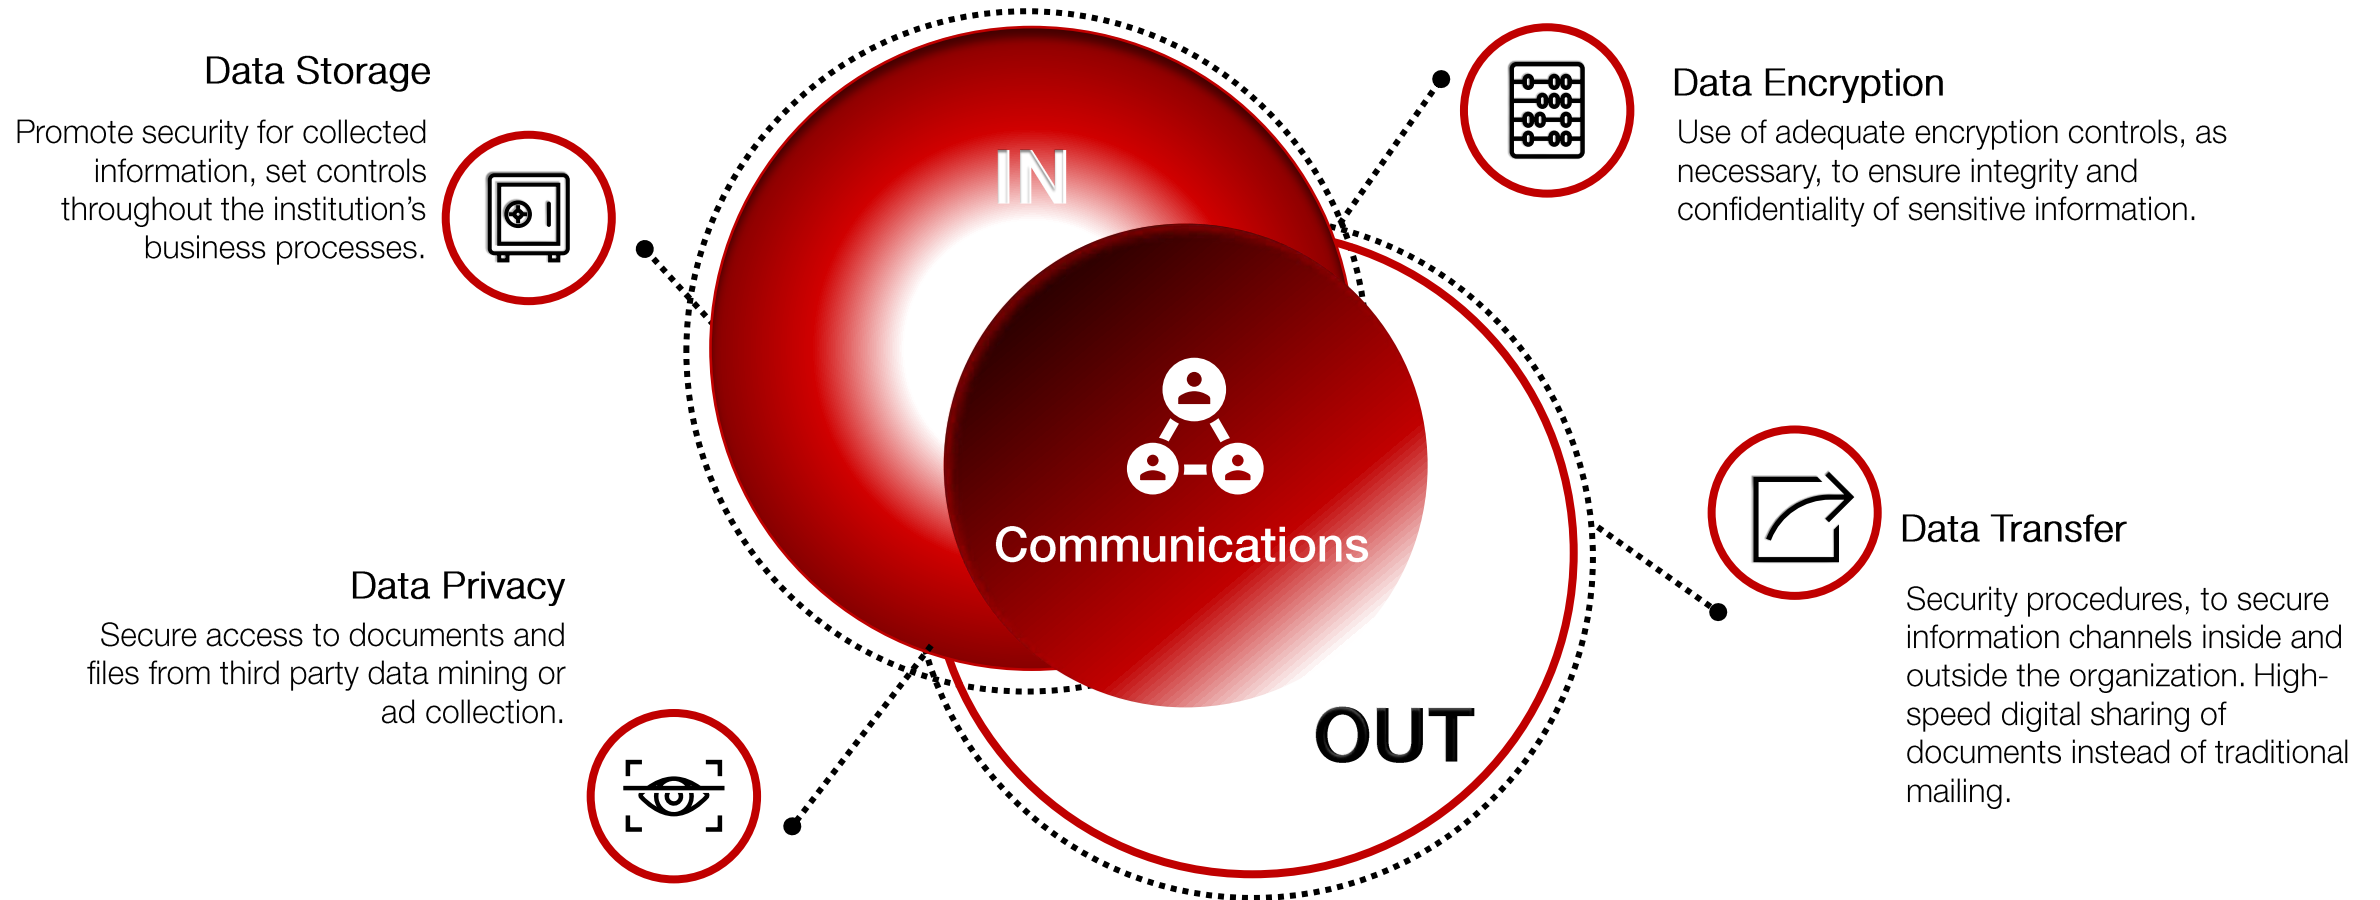 Data Storage
Promote security for collected
information, set controls
throughout the institution’s
business processes.
IN
Data Encryption
Use of adequate encryption controls, as
necessary, to ensure integrity and
confidentiality of sensitive information.
Communications
Data Privacy
Secure access to documents and
files from third party data mining or
ad collection.
OUT
Data Transfer
Security procedures, to secure
information channels inside and
outside the organization. High-
speed digital sharing of
documents instead of traditional
mailing.